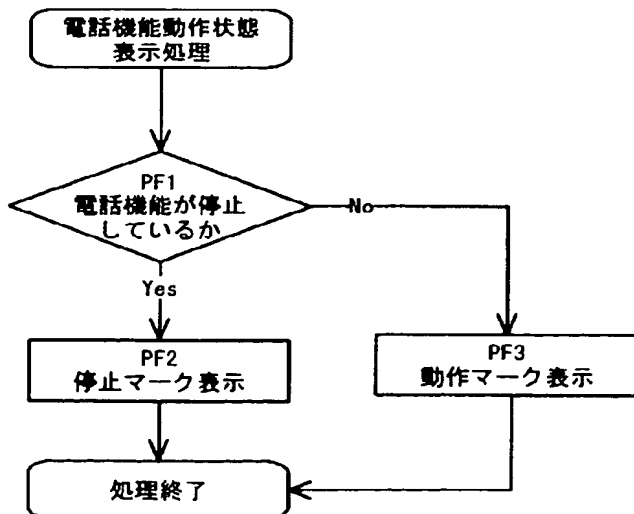 電話機能動作状態
表示処理
PF1
電話機能が停止
しているか
No
Yes
PF2
停止マーク表示
PF3
動作マーク表示
処理終了